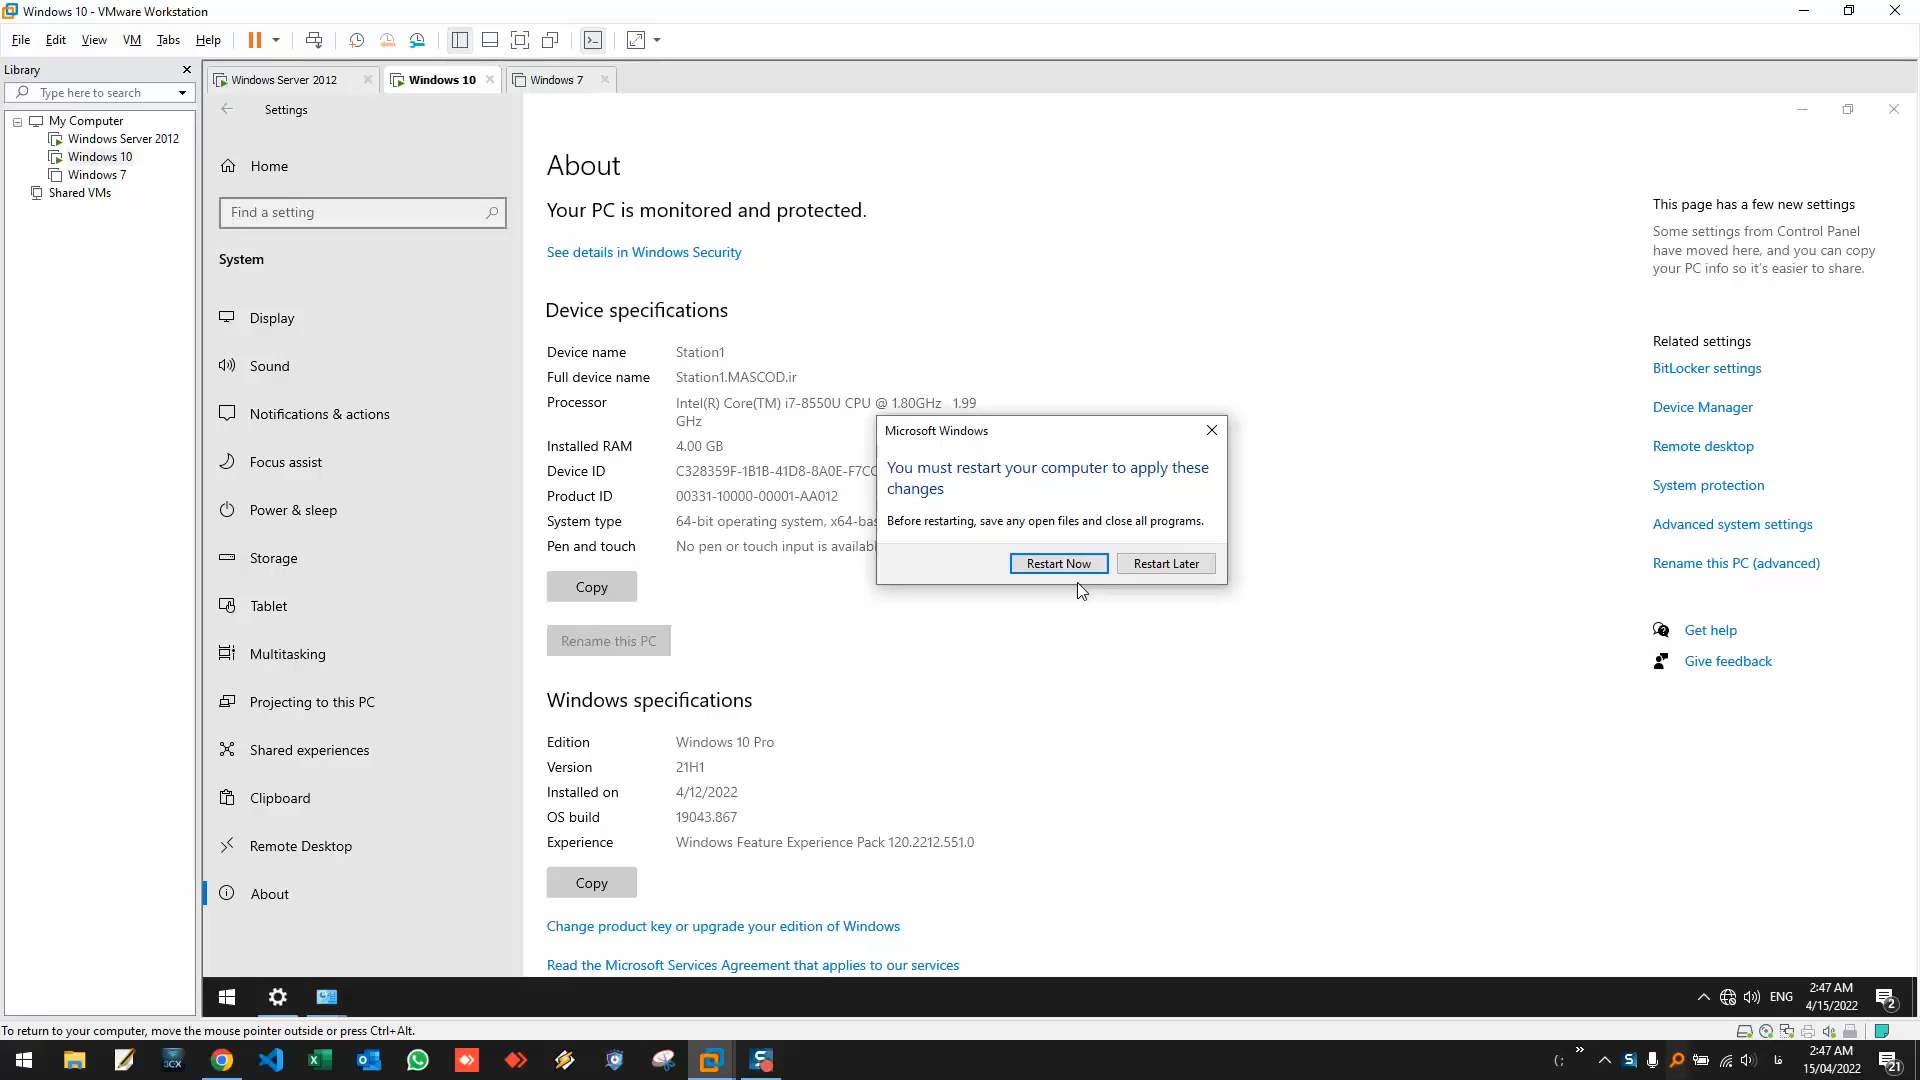 Windows 10 - VMware Workstation
File Edit View VM Tabs Help
Library
Type here to search
My Computer
Windows Server 2012
Windows 10
Windows 7
Shared VMs
Windows Server 2012
Windows 10
Windows 7
Settings
Home
Find a setting
System
Display
Sound
Notifications & actions
Focus assist
Power & sleep
Storage
Tablet
Multitasking
Projecting to this PC
Shared experiences
Clipboard
Remote Desktop
About
About
Your PC is monitored and protected.
See details in Windows Security
Device specifications
Device name Station1
Full device name Station1.MASCOD.ir
Processor Intel(R) Core(TM) i7-8550U CPU @ 1.80GHz 1.99
GHz
Installed RAM 4.00 GB
Device ID C328359F-1B1B-41D8-8A0E-F7CC
Product ID 00331-10000-00001-AA012
System type 64-bit operating system, x64-bas
Pen and touch No pen or touch input is availabl
Copy
Rename this PC
Windows specifications
Edition Windows 10 Pro
Version 21H1
Installed on 4/12/2022
OS build 19043.867
Experience Windows Feature Experience Pack 120.2212.551.0
Copy
Change product key or upgrade your edition of Windows
Read the Microsoft Services Agreement that applies to our services
Microsoft Windows
You must restart your computer to apply these
changes
Before restarting, save any open files and close all programs.
Restart Now Restart Later
This page has a few new settings
Some settings from Control Panel
have moved here, and you can copy
your PC info so it's easier to share.
Related settings
BitLocker settings
Device Manager
Remote desktop
System protection
Advanced system settings
Rename this PC (advanced)
Get help
Give feedback
ENG
2:47 AM
4/15/2022
2
To return to your computer, move the mouse pointer outside or press Ctrl+Alt.
3CX
(;
فا
2:47 AM
15/04/2022
21